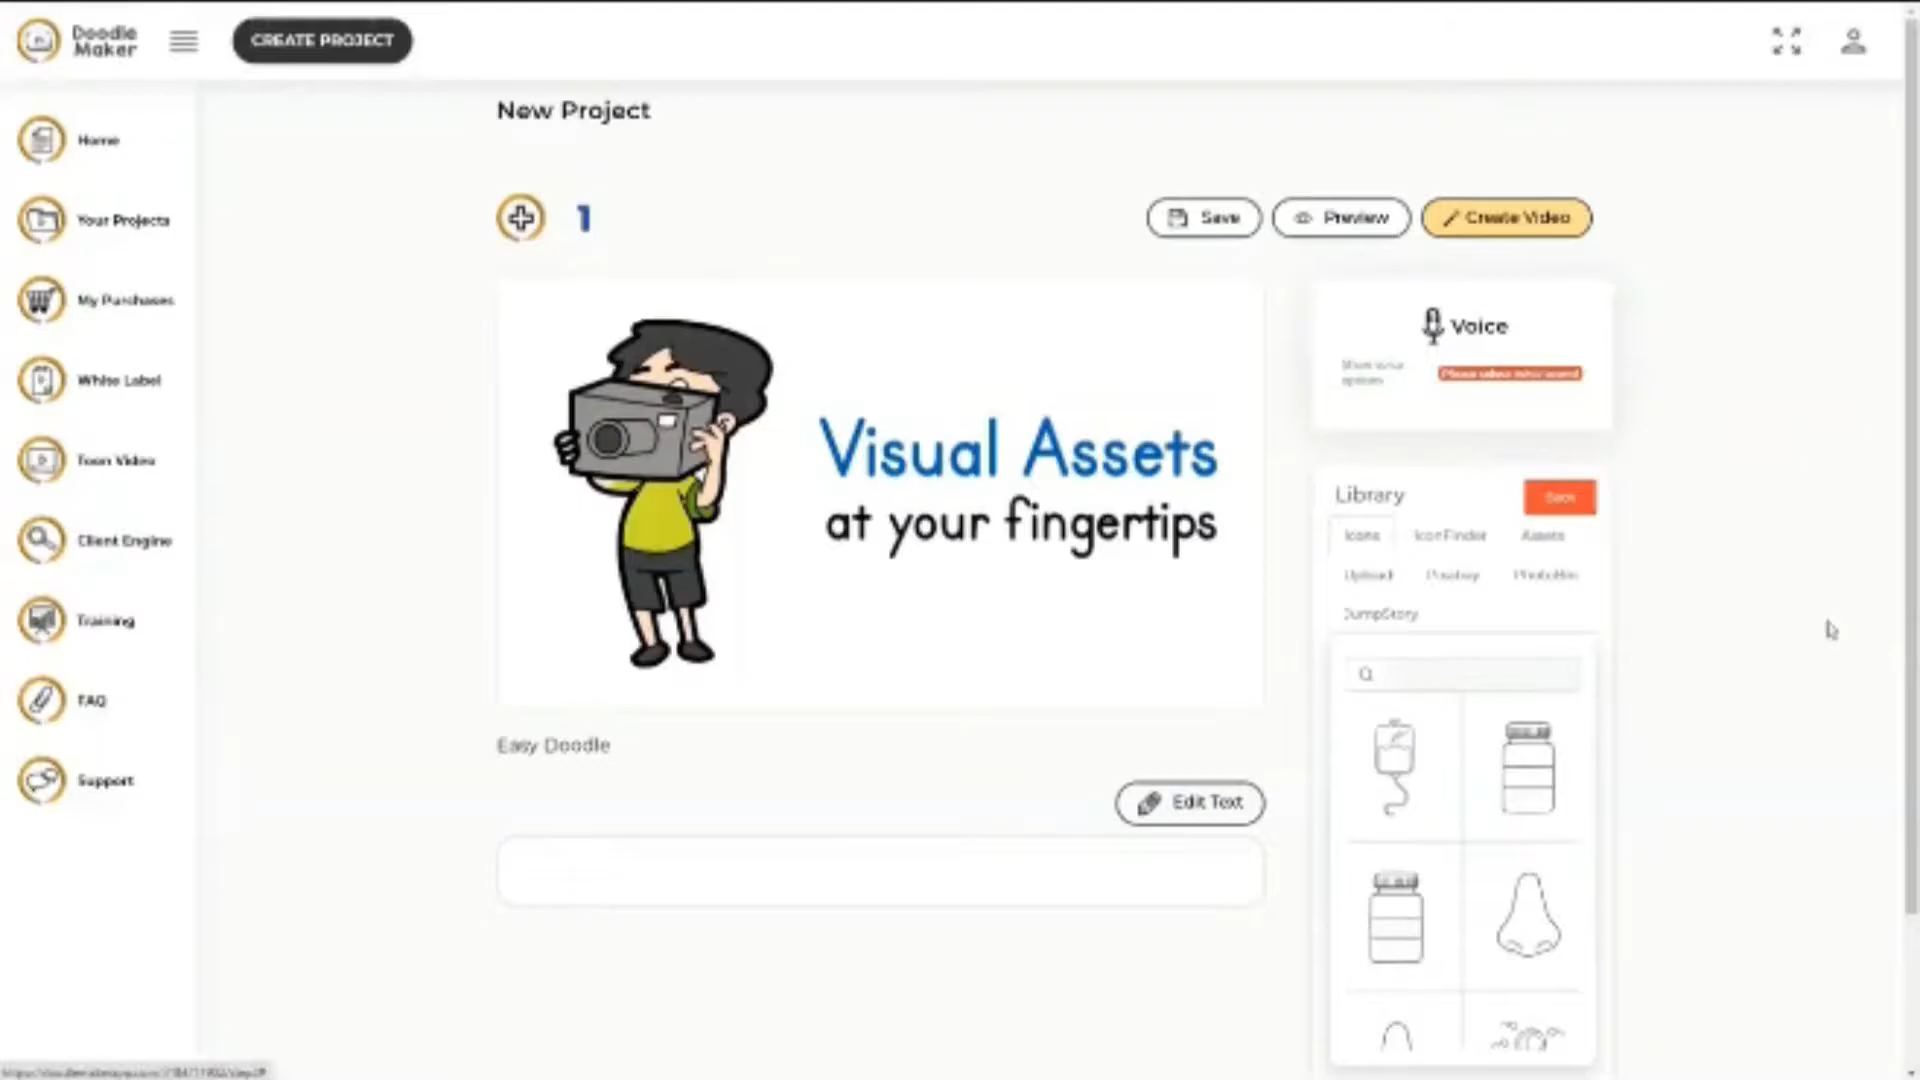 Doodle
Maker
CREATE PROJECT
New Project
Home
Your Projects
My Purchases
White Label
Toon Video
Client Engine
Training
FAQ
Support
1
Save
Preview
Create Video
Visual Assets
at your fingertips
Easy Doodle
Edit Text
Voice
Library
Back
Icons
IconFinder
Assets
Upload
Pixabay
JumpStory